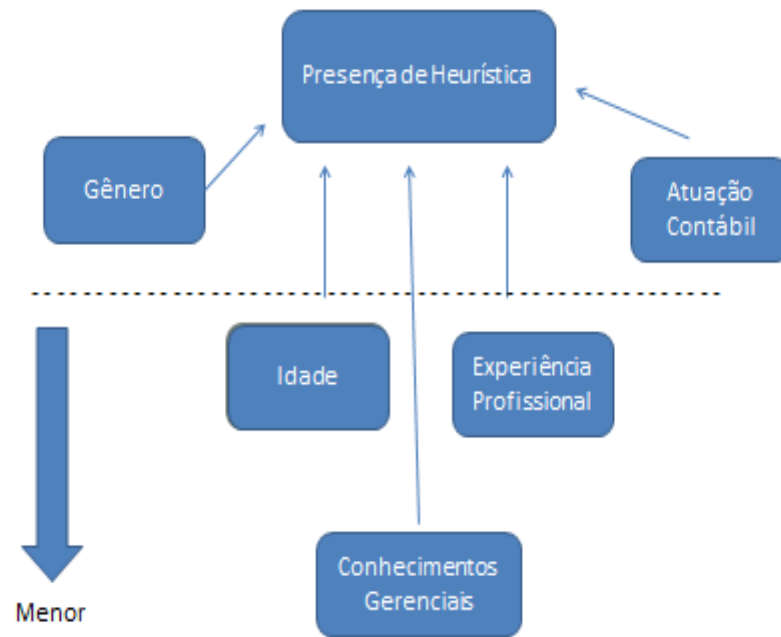 Presença de Heurística
Gênero
Atuação
Contábil
Idade
Experiência
Profissional
Conhecimentos
Gerenciais
Menor